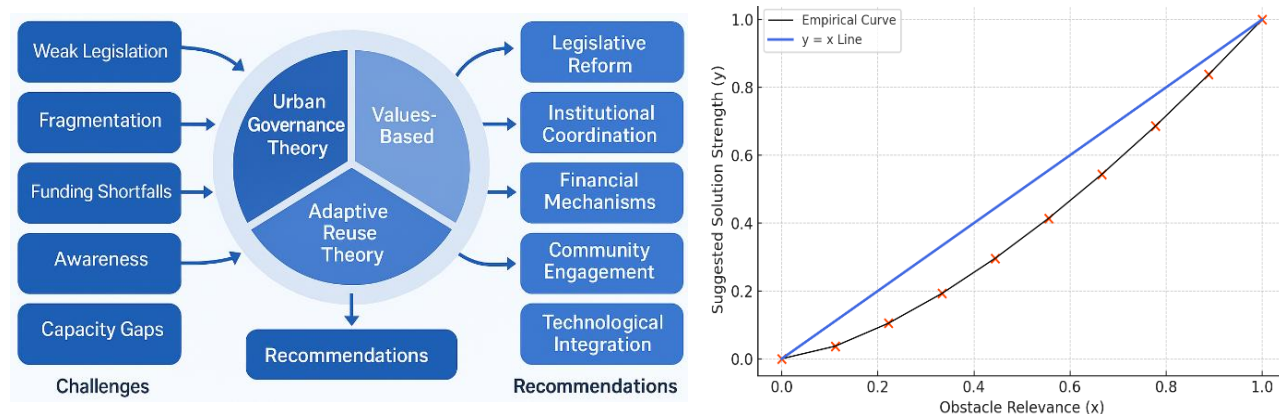 Weak Legislation
Fragmentation
Funding Shortfalls
Awareness
Capacity Gaps
Challenges
Urban
Governance
Theory
Values-
Based
Adaptive
Reuse
Theory
Recommendations
Legislative
Reform
Institutional
Coordination
Financial
Mechanisms
Community
Engagement
Technological
Integration
Recommendations
Empirical Curve
y = x Line
Suggested Solution Strength (y)
1.0
0.8
0.6
0.4
0.2
0.0
0.0 0.2 0.4 0.6 0.8 1.0
Obstacle Relevance (x)